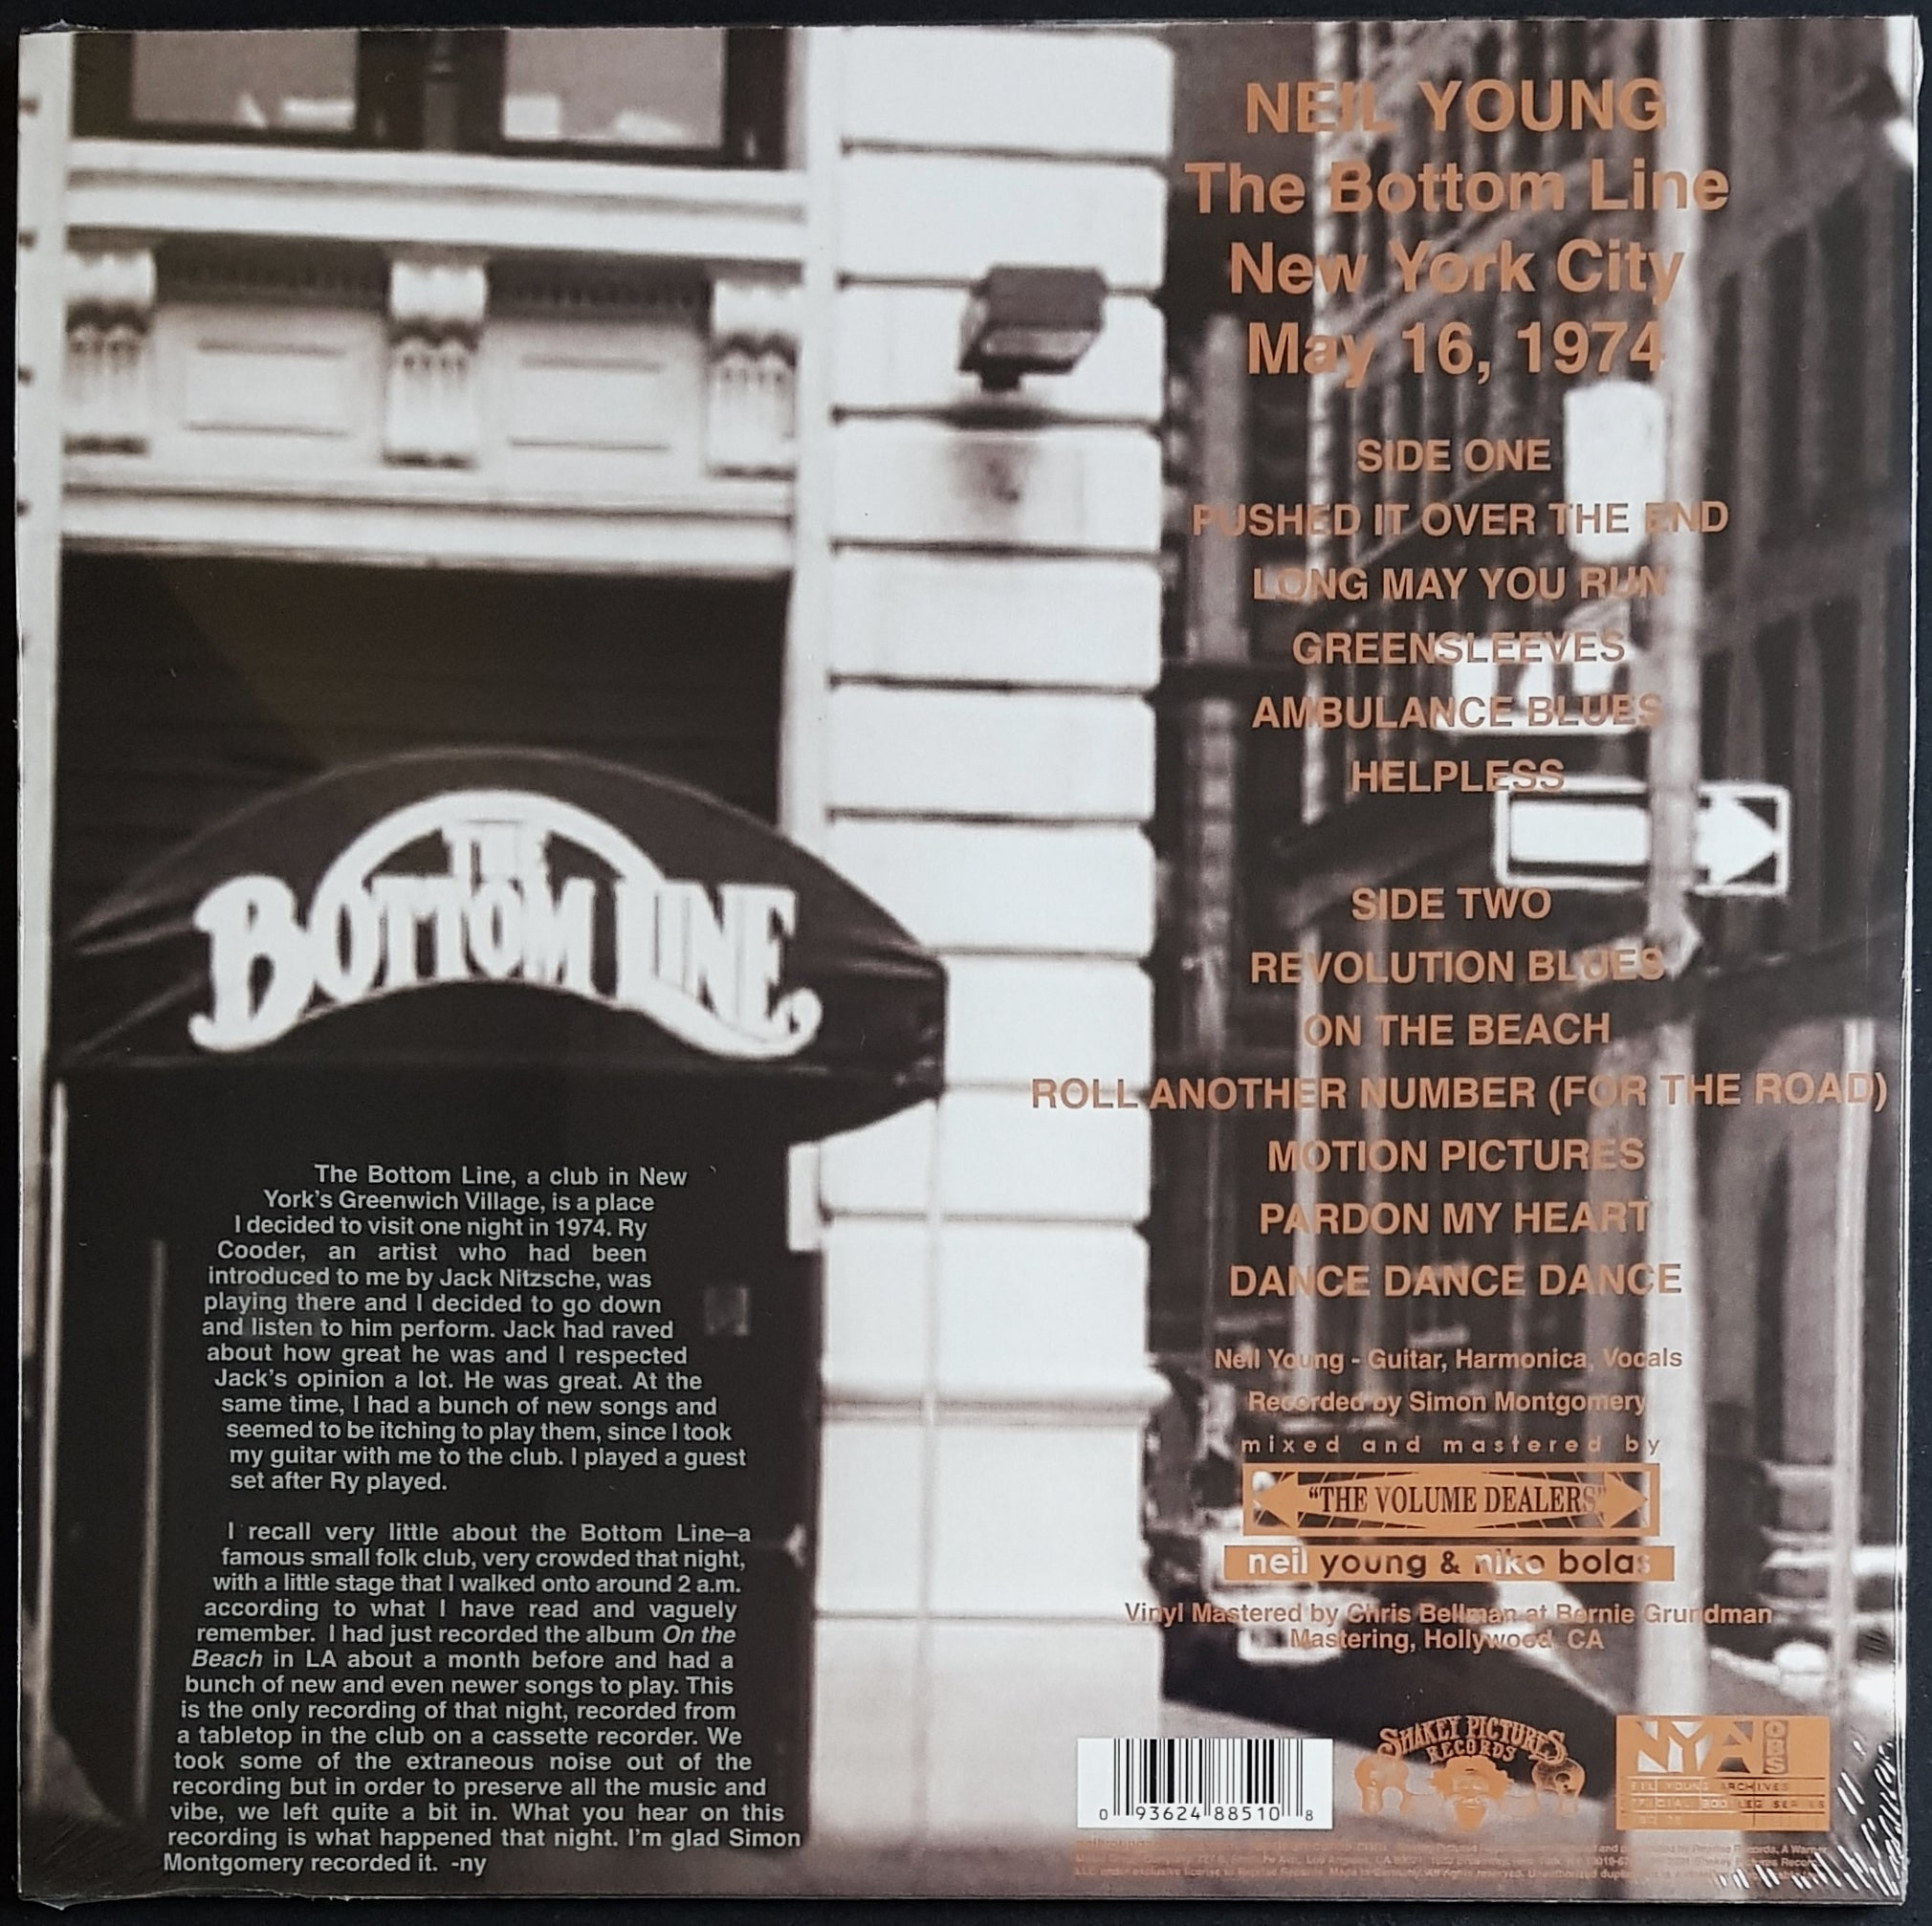 NEIL YOUNG
The Bottom Line
New York City
May 16, 1974
SIDE ONE
PUSHED IT OVER THE END
LONG MAY YOU RUN
GREENSLEEVES
AMBULANCE BLUES
HELPLESS
SIDE TWO
REVOLUTION BLUES
ON THE BEACH
ROLL ANOTHER NUMBER (FOR THE ROAD)
MOTION PICTURES
PARDON MY HEART
DANCE DANCE DANCE
Neil Young - Guitar, Harmonica, Vocals
Recorded by Simon Montgomery
mixed and mastered by
“THE VOLUME DEALERS”
neil young & niko bolas
Vinyl Mastered by Chris Bellman at Bernie Grundman
Mastering, Hollywood, CA
THE
BOTTOM LINE
The Bottom Line, a club in New
York’s Greenwich Village, is a place
I decided to visit one night in 1974. Ry
Cooder, an artist who had been
introduced to me by Jack Nitzsche, was
playing there and I decided to go down
and listen to him perform. Jack had raved
about how great he was and I respected
Jack’s opinion a lot. He was great. At the
same time, I had a bunch of new songs and
seemed to be itching to play them, since I took
my guitar with me to the club. I played a guest
set after Ry played.
I recall very little about the Bottom Line–a
famous small folk club, very crowded that night,
with a little stage that I walked onto around 2 a.m.
according to what I have read and vaguely
remember. I had just recorded the album On the
Beach in LA about a month before and had a
bunch of new and even newer songs to play. This
is the only recording of that night, recorded from
a tabletop in the club on a cassette recorder. We
took some of the extraneous noise out of the
recording but in order to preserve all the music and
vibe, we left quite a bit in. What you hear on this
recording is what happened that night. I’m glad Simon
Montgomery recorded it. -ny
0 93624 88510 8
SHAKEY PICTURES
RECORDS
NYA OBS
NEIL YOUNG ARCHIVES
OFFICIAL BOOTLEG SERIES